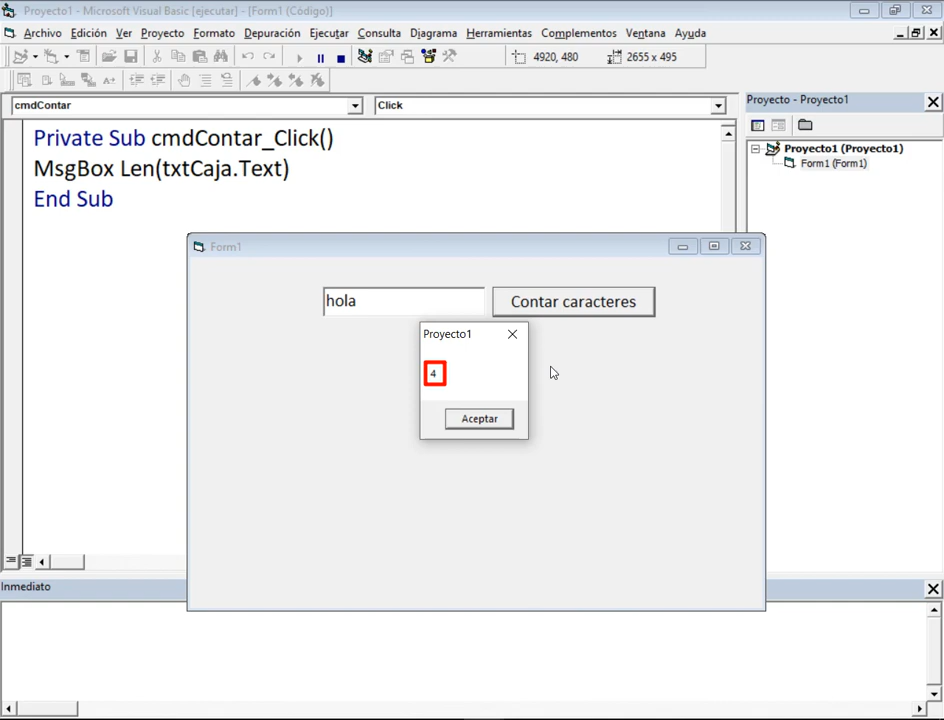 Proyecto1 - Microsoft Visual Basic [ejecutar] - [Form1 (Código)]
Archivo Edición Ver Proyecto Formato Depuración Ejecutar Consulta Diagrama Herramientas Complementos Ventana Ayuda
4920, 480 2655 x 495
cmdContar Click
Proyecto - Proyecto1
Private Sub cmdContar_Click()
MsgBox Len(txtCaja.Text)
End Sub
Proyecto1 (Proyecto1)
Form1 (Form1)
Form1
hola Contar caracteres
Proyecto1
4
Aceptar
Inmediato